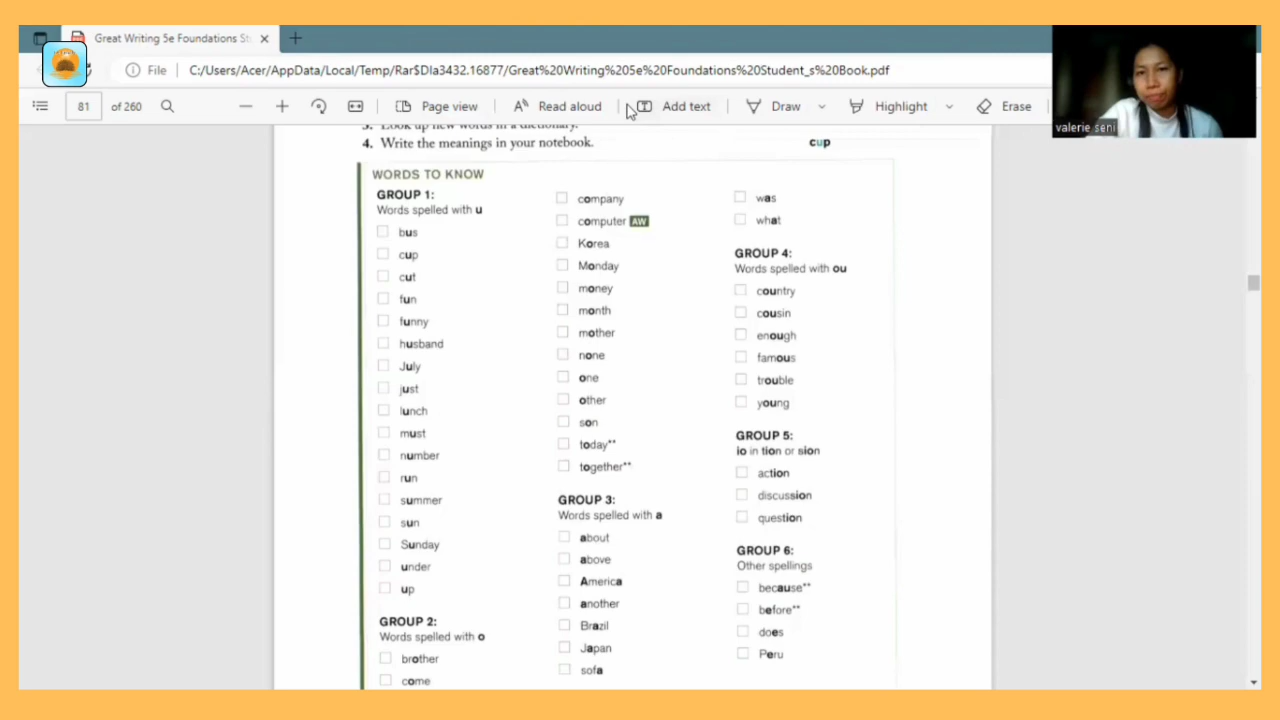 Great Writing 5e Foundations St
File
C:/Users/Acer/AppData/Local/Temp/Rar$DIa3432.16877/Great%20Writing%205e%20Foundations%20Student_s%20Book.pdf
81 of 260
Page view
Read aloud
Add text
Draw
Highlight
Erase
valerie seni
3. Look up new words in a dictionary.
4. Write the meanings in your notebook.
cup
WORDS TO KNOW
GROUP 1:
Words spelled with u
bus
cup
cut
fun
funny
husband
July
just
lunch
must
number
run
summer
sun
Sunday
under
up
GROUP 2:
Words spelled with o
brother
come
company
computer AW
Korea
Monday
money
month
mother
none
one
other
son
today**
together**
GROUP 3:
Words spelled with a
about
above
America
another
Brazil
Japan
sofa
was
what
GROUP 4:
Words spelled with ou
country
cousin
enough
famous
trouble
young
GROUP 5:
io in tion or sion
action
discussion
question
GROUP 6:
Other spellings
because**
before**
does
Peru